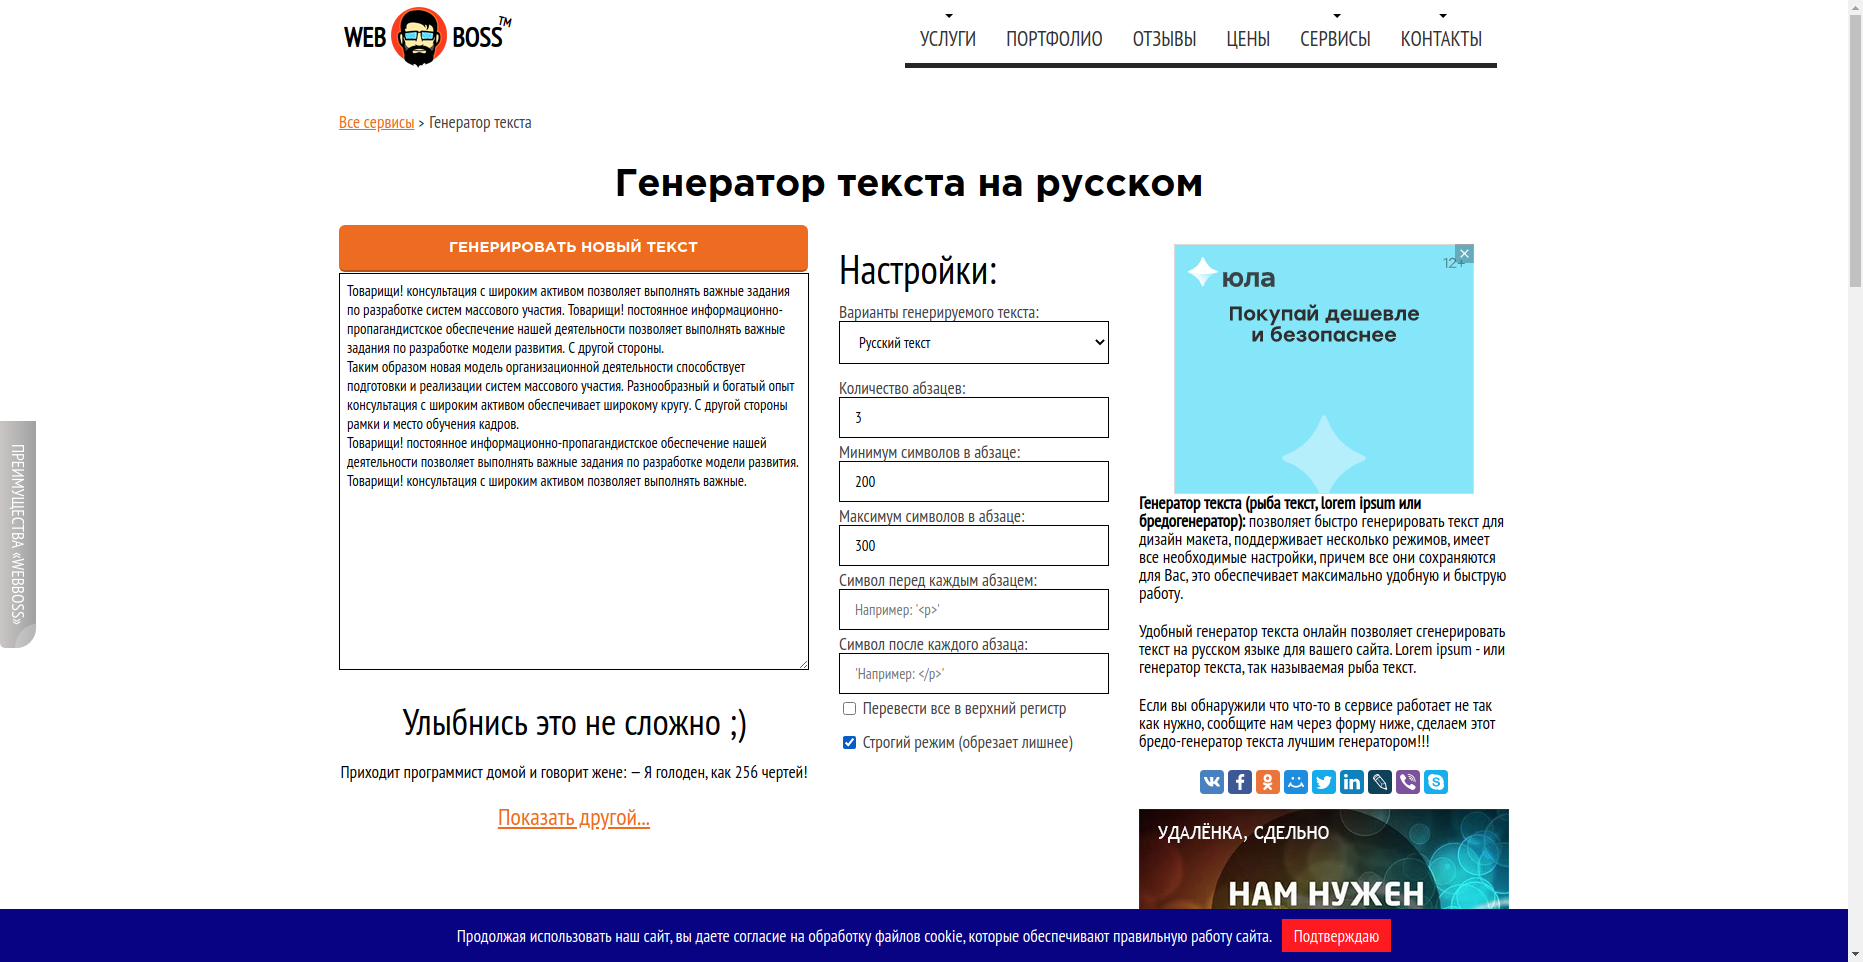 WEB BOSS TM
УСЛУГИ ПОРТФОЛИО ОТЗЫВЫ ЦЕНЫ СЕРВИСЫ КОНТАКТЫ
Все сервисы > Генератор текста
Генератор текста на русском
ГЕНЕРИРОВАТЬ НОВЫЙ ТЕКСТ
Товарищи! консультация с широким активом позволяет выполнять важные задания
по разработке систем массового участия. Товарищи! постоянное информационно-
пропагандистское обеспечение нашей деятельности позволяет выполнять важные
задания по разработке модели развития. С другой стороны.
Таким образом новая модель организационной деятельности способствует
подготовки и реализации систем массового участия. Разнообразный и богатый опыт
консультация с широким активом обеспечивает широкому кругу. С другой стороны
рамки и место обучения кадров.
Товарищи! постоянное информационно-пропагандистское обеспечение нашей
деятельности позволяет выполнять важные задания по разработке модели развития.
Товарищи! консультация с широким активом позволяет выполнять важные.
Улыбнись это не сложно ;)
Приходит программист домой и говорит жене: — Я голоден, как 256 чертей!
Показать другой...
Настройки:
Варианты генерируемого текста:
Русский текст
Количество абзацев:
3
Минимум символов в абзаце:
200
Максимум символов в абзаце:
300
Символ перед каждым абзацем:
Например: '<p>'
Символ после каждого абзаца:
'Например: </p>'
Перевести все в верхний регистр
Строгий режим (обрезает лишнее)
12+
юла
Покупай дешевле
и безопаснее
Генератор текста (рыба текст, lorem ipsum или
бредогенератор): позволяет быстро генерировать текст для
дизайн макета, поддерживает несколько режимов, имеет
все необходимые настройки, причем все они сохраняются
для Вас, это обеспечивает максимально удобную и быструю
работу.
Удобный генератор текста онлайн позволяет сгенерировать
текст на русском языке для вашего сайта. Lorem ipsum - или
генератор текста, так называемая рыба текст.
Если вы обнаружили что что-то в сервисе работает не так
как нужно, сообщите нам через форму ниже, сделаем этот
бредо-генератор текста лучшим генератором!!!
УДАЛЁНКА, СДЕЛЬНО
НАМ НУЖЕН
ПРЕИМУЩЕСТВА «WEBBOSS»
Продолжая использовать наш сайт, вы даете согласие на обработку файлов cookie, которые обеспечивают правильную работу сайта. Подтверждаю